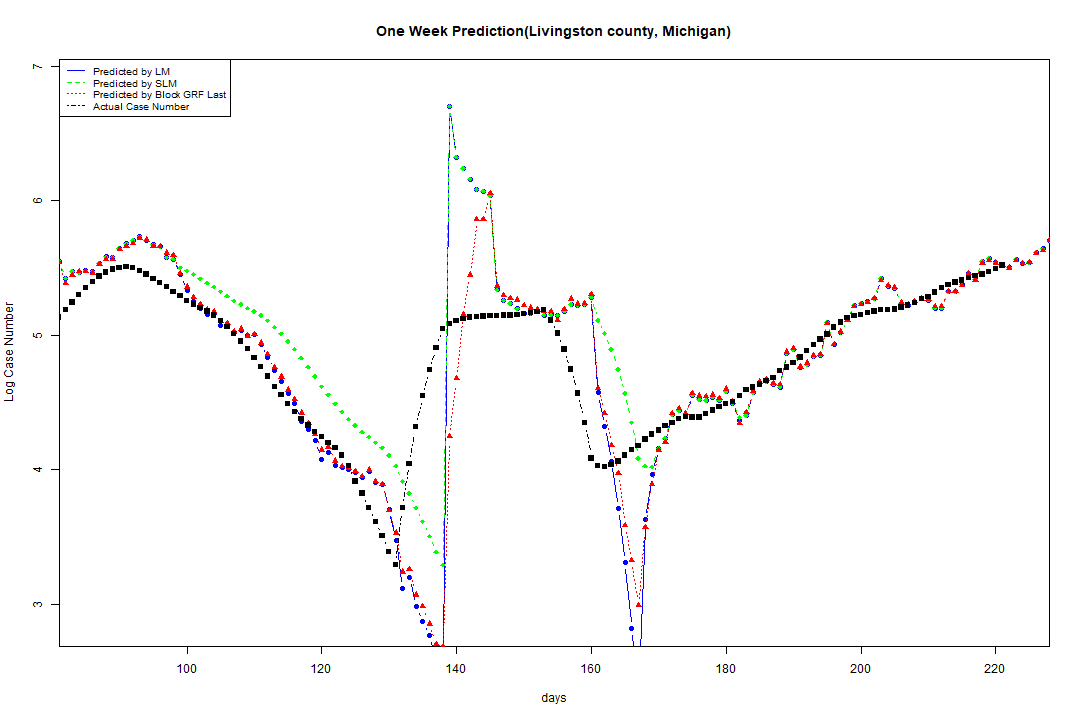 One Week Prediction(Livingston county, Michigan)
Predicted by LM
Predicted by SLM
Predicted by Block GRF Last
Actual Case Number
Log Case Number
7
6
5
4
3
100 120 140 160 180 200 220
days